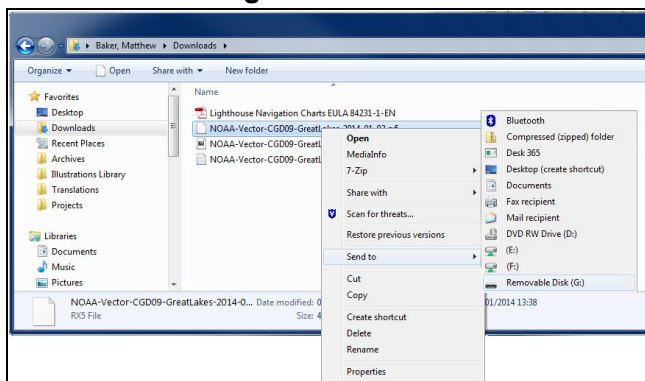 Baker, Matthew ▸ Downloads ▸
Organize ▾ Open Share with ▾ New folder
Favorites
Desktop
Downloads
Recent Places
Archives
Illustrations Library
Translations
Projects
Libraries
Documents
Music
Pictures
Name
Lighthouse Navigation Charts EULA 84231-1-EN
NOAA-Vector-CGD09-GreatLakes-2014-01-02
NOAA-Vector-CGD09-GreatL
NOAA-Vector-CGD09-GreatL
Open
MediaInfo
7-Zip
Share with
Scan for threats...
Restore previous versions
Send to
Cut
Copy
Create shortcut
Delete
Rename
Properties
Bluetooth
Compressed (zipped) folder
Desk 365
Desktop (create shortcut)
Documents
Fax recipient
Mail recipient
DVD RW Drive (D:)
(E:)
(F:)
Removable Disk (G:)
NOAA-Vector-CGD09-GreatLakes-2014-0... Date modified: 0 01/2014 13:38
RX5 File Size: 4